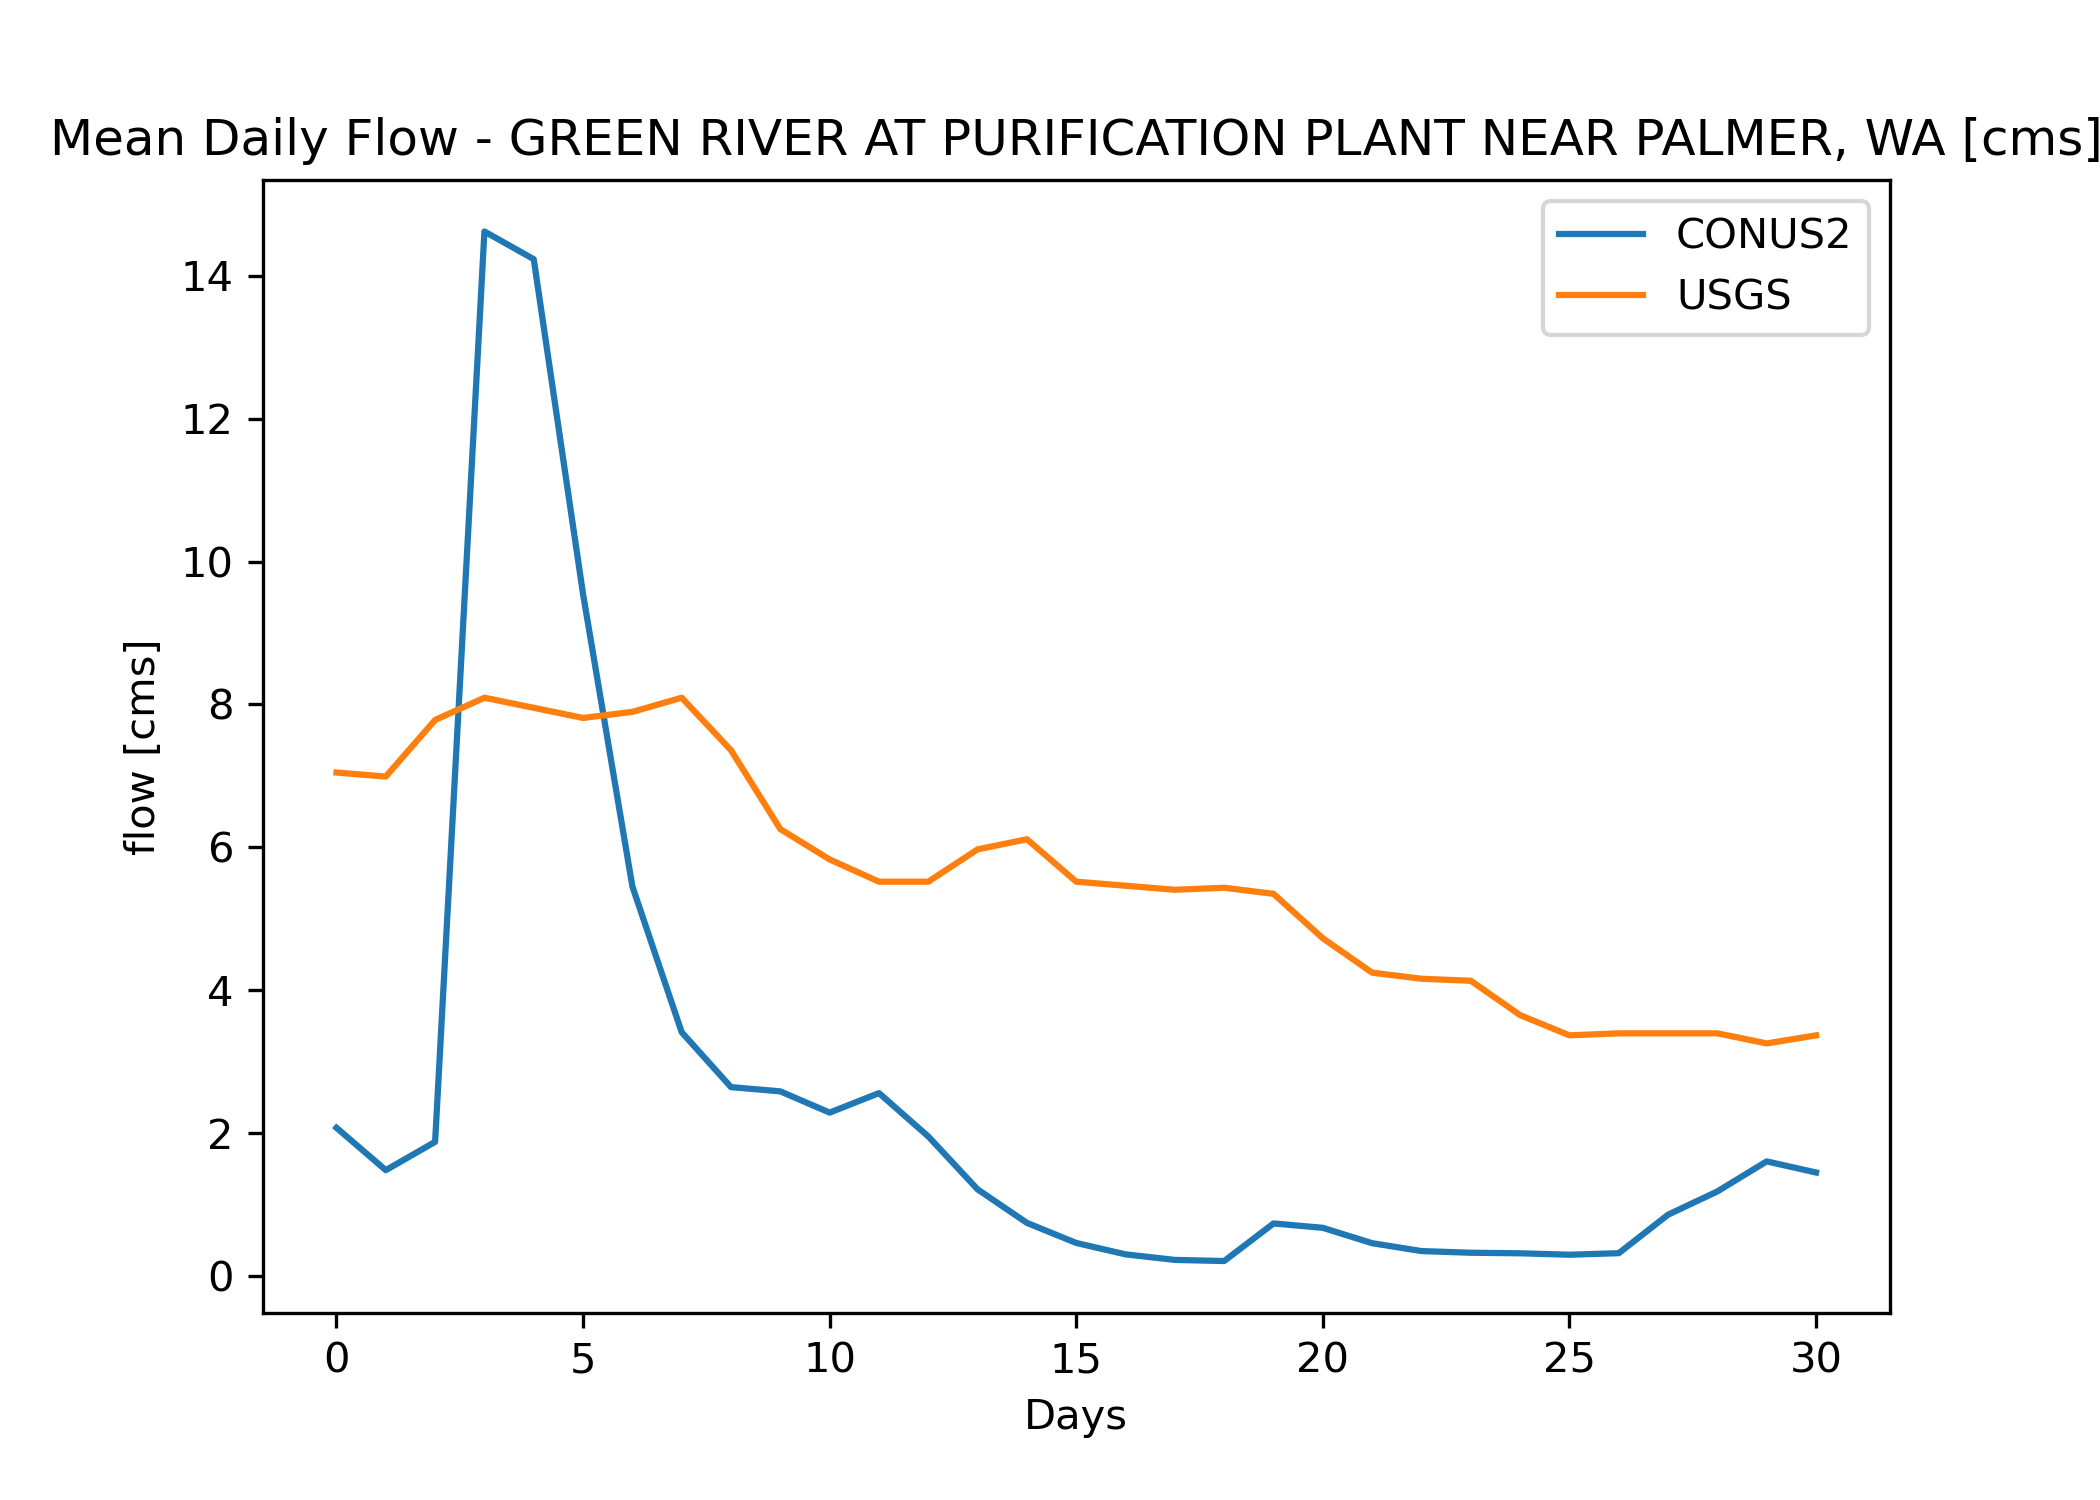 Mean Daily Flow - GREEN RIVER AT PURIFICATION PLANT NEAR PALMER, WA [cms]
CONUS2
USGS
14
12
10
8
6
4
2
0
flow [cms]
0 5 10 15 20 25 30
Days